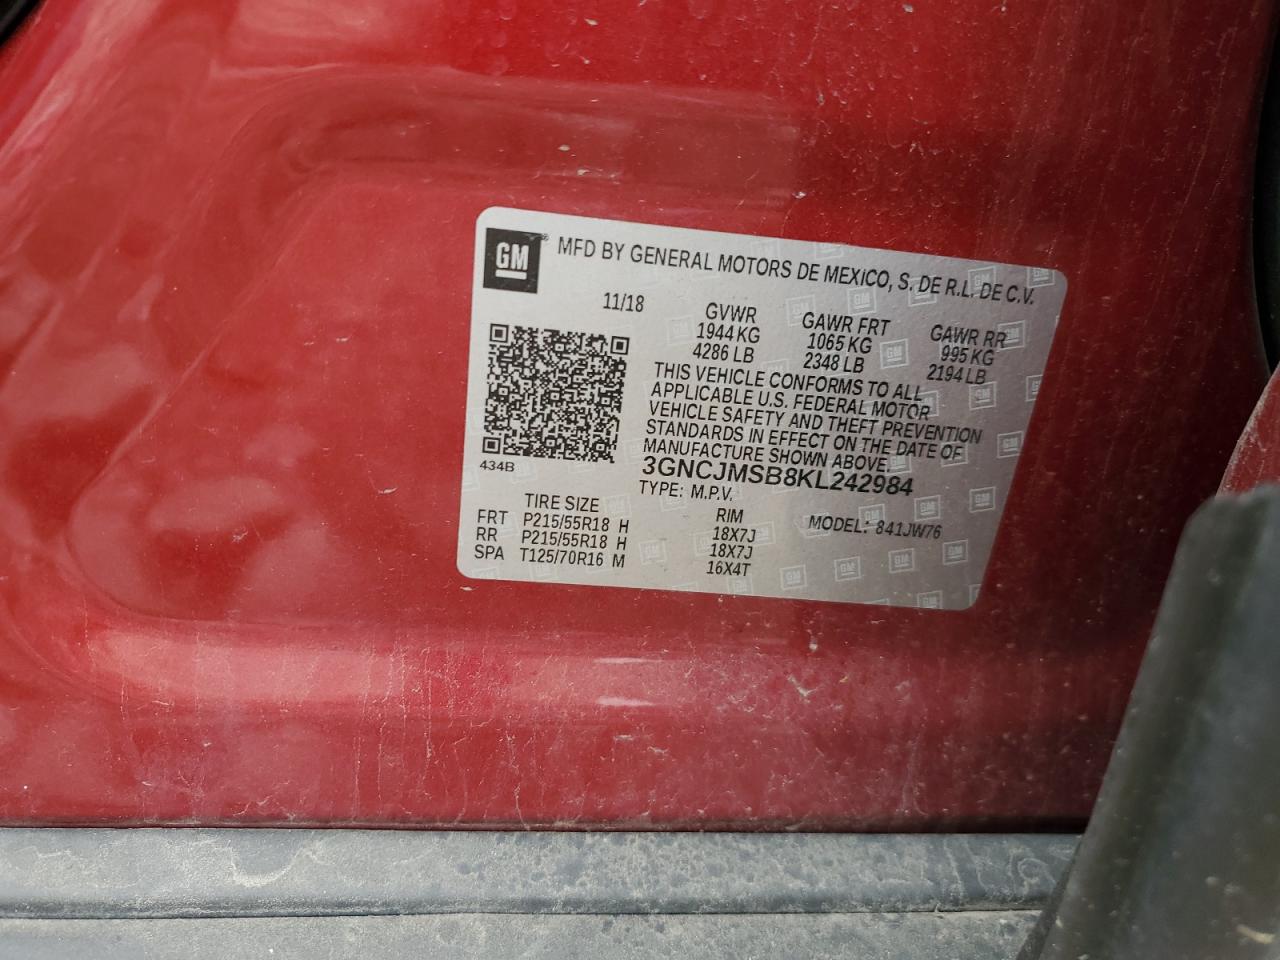 GM ® MFD BY GENERAL MOTORS DE MEXICO, S. DE R.L. DE C.V.
11/18
GVWR GAWR FRT GAWR RR
1944 KG 1065 KG 995 KG
4286 LB 2348 LB 2194 LB
THIS VEHICLE CONFORMS TO ALL
APPLICABLE U.S. FEDERAL MOTOR
VEHICLE SAFETY AND THEFT PREVENTION
STANDARDS IN EFFECT ON THE DATE OF
MANUFACTURE SHOWN ABOVE.
434B
3GNCJMSB8KL242984
TYPE: M.P.V. MODEL: 841JW76
TIRE SIZE RIM
FRT P215/55R18 H 18X7J
RR P215/55R18 H 18X7J
SPA T125/70R16 M 16X4T